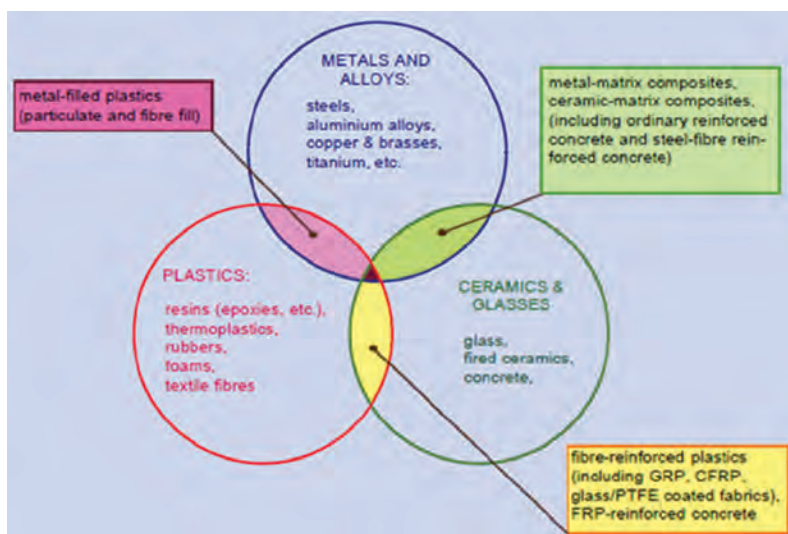 METALS AND
ALLOYS:
steels,
aluminium alloys,
copper & brasses,
titanium, etc.
metal-filled plastics
(particulate and fibre fill)
metal-matrix composites,
ceramic-matrix composites,
(including ordinary reinforced
concrete and steel-fibre rein-
forced concrete)
PLASTICS:
resins (epoxies, etc.),
thermoplastics,
rubbers,
foams,
textile fibres
CERAMICS &
GLASSES
glass,
fired ceramics,
concrete,
fibre-reinforced plastics
(including GRP, CFRP,
glass/PTFE coated fabrics),
FRP-reinforced concrete